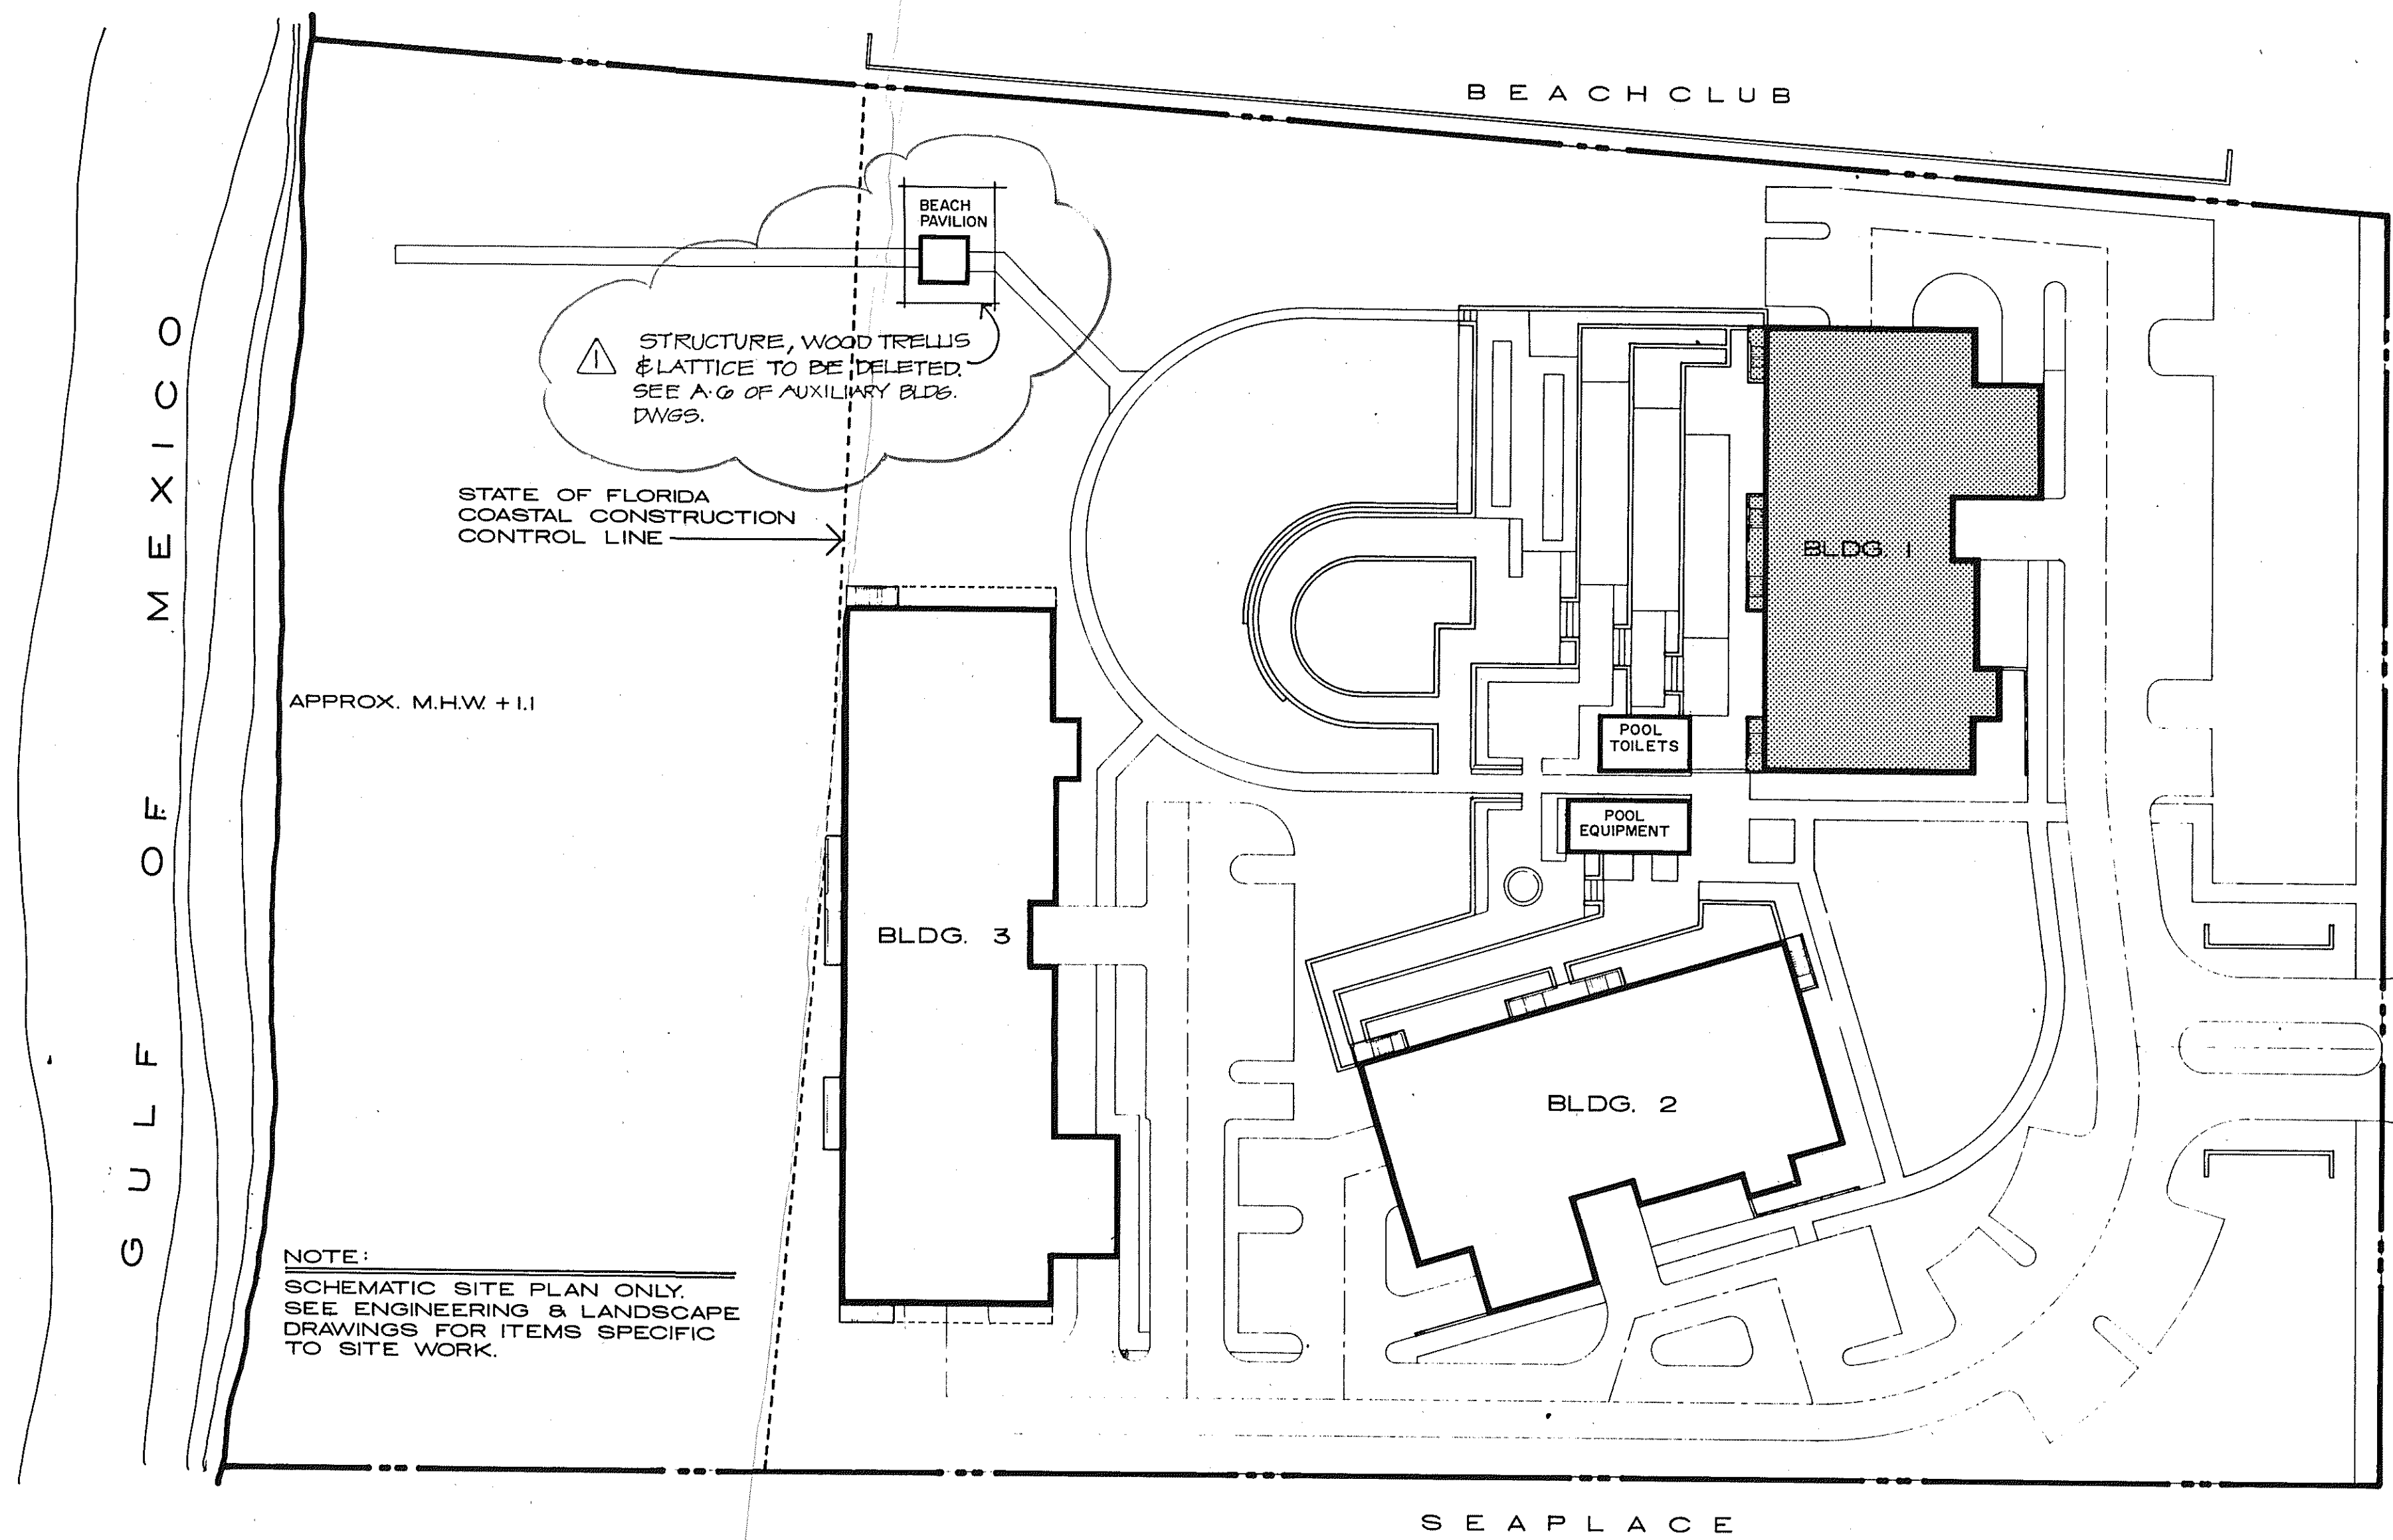 BEACHCLUB
BEACH
PAVILION
1
STRUCTURE, WOOD TRELLIS
& LATTICE TO BE DELETED.
SEE A.6 OF AUXILIARY BLDG.
DWGS.
STATE OF FLORIDA
COASTAL CONSTRUCTION
CONTROL LINE
GULF OF MEXICO
APPROX. M.H.W. + 1.1
BLDG. 1
POOL
TOILETS
POOL
EQUIPMENT
BLDG. 3
BLDG. 2
NOTE:
SCHEMATIC SITE PLAN ONLY.
SEE ENGINEERING & LANDSCAPE
DRAWINGS FOR ITEMS SPECIFIC
TO SITE WORK.
SEAPLACE